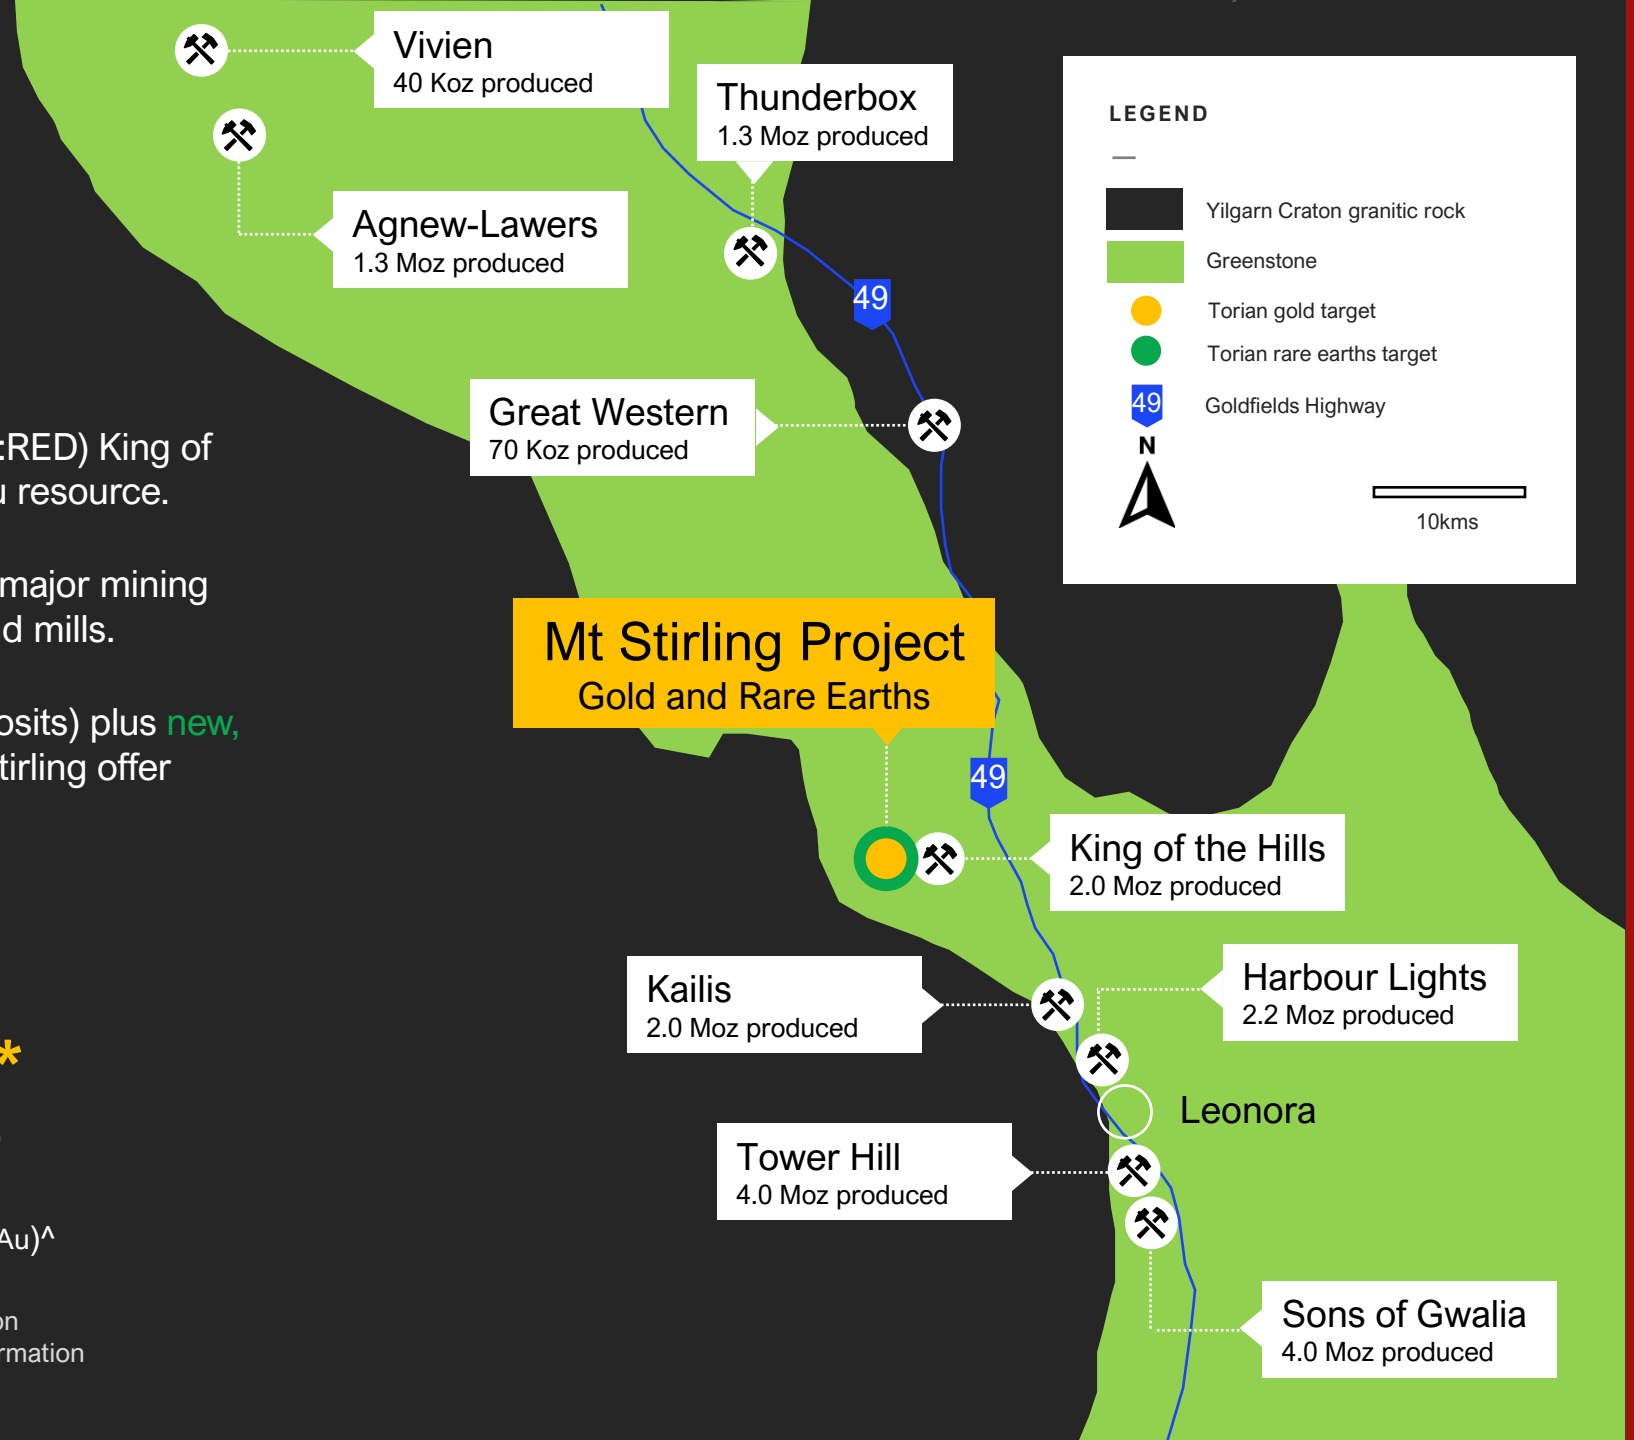 Vivien
40 Koz produced
Thunderbox
1.3 Moz produced
Agnew-Lawers
1.3 Moz produced
49
Great Western
70 Koz produced
LEGEND
Yilgarn Craton granitic rock
Greenstone
Torian gold target
Torian rare earths target
49
Goldfields Highway
N
10kms
:RED) King of
resource.
major mining
d mills.
osits) plus new,
tirling offer
Mt Stirling Project
Gold and Rare Earths
49
King of the Hills
2.0 Moz produced
Kailis
2.0 Moz produced
Harbour Lights
2.2 Moz produced
Leonora
Tower Hill
4.0 Moz produced
Sons of Gwalia
4.0 Moz produced
*
Au)^
on
rmation